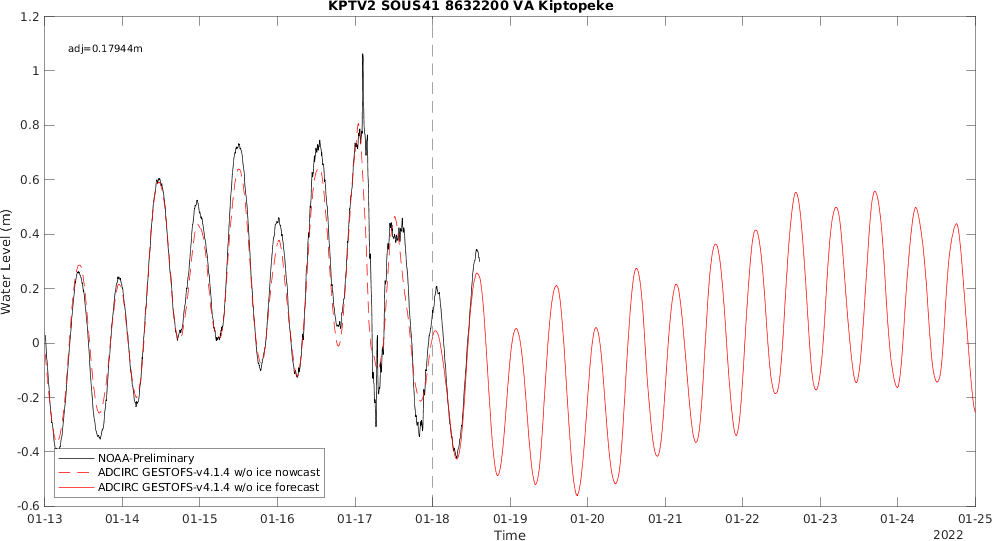 KPTV2 SOUS41 8632200 VA Kiptopeke
adj=0.17944m
1.2
1
0.8
0.6
0.4
0.2
0
-0.2
-0.4
-0.6
Water Level (m)
NOAA-Preliminary
ADCIRC GESTOFS-v4.1.4 w/o ice nowcast
ADCIRC GESTOFS-v4.1.4 w/o ice forecast
01-13 01-14 01-15 01-16 01-17 01-18 01-19 01-20 01-21 01-22 01-23 01-24 01-25
Time
2022